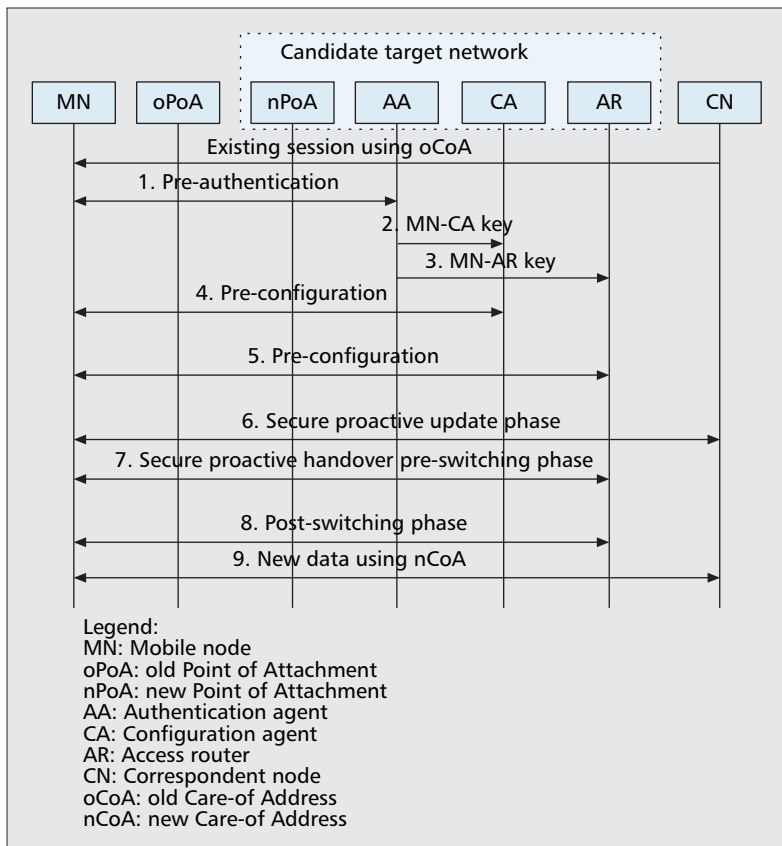 Candidate target network
MN oPoA nPoA AA CA AR CN
Existing session using oCoA
1. Pre-authentication
2. MN-CA key
3. MN-AR key
4. Pre-configuration
5. Pre-configuration
6. Secure proactive update phase
7. Secure proactive handover pre-switching phase
8. Post-switching phase
9. New data using nCoA
Legend:
MN: Mobile node
oPoA: old Point of Attachment
nPoA: new Point of Attachment
AA: Authentication agent
CA: Configuration agent
AR: Access router
CN: Correspondent node
oCoA: old Care-of Address
nCoA: new Care-of Address